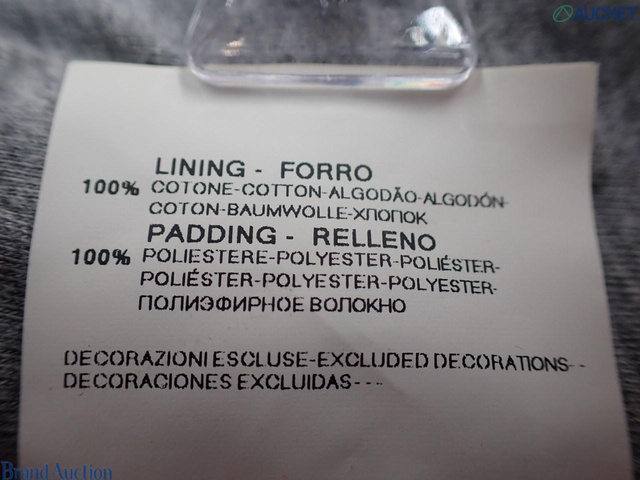 AUCNET
LINING - FORRO
100% COTONE-COTTON-ALGODÃO-ALGODÓN-
COTON-BAUMWOLLE-ХЛОПОК
PADDING - RELLENO
100% POLIESTERE-POLYESTER-POLIÉSTER-
POLIÉSTER-POLYESTER-POLYESTER-
ПОЛИЭФИРНОЕ ВОЛОКНО
DECORAZIONI ESCLUSE-EXCLUDED DECORATIONS--
DECORACIONES EXCLUIDAS---
Brand Auction